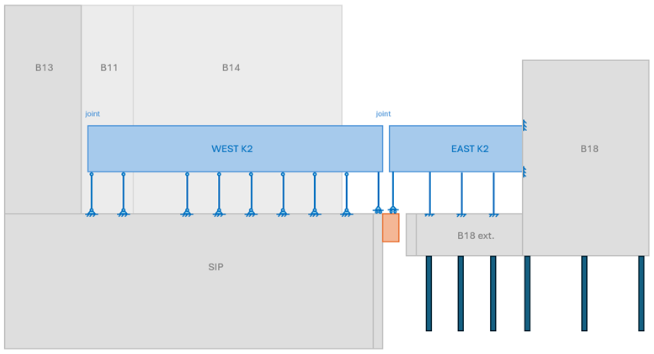 B13
B11
B14
joint
joint
WEST K2
EAST K2
B18
B18 ext.
SIP